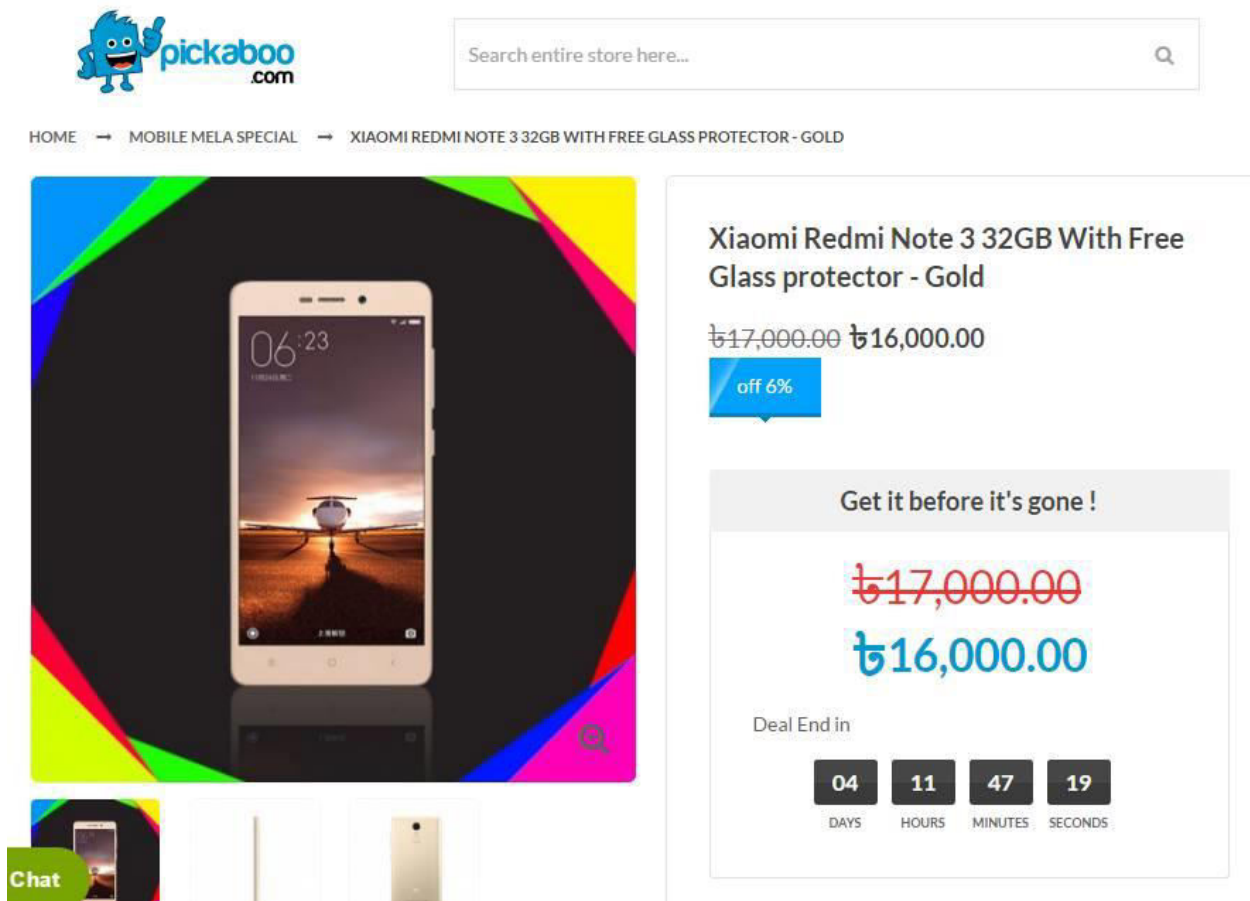 pickaboo
.com
Search entire store here...
HOME → MOBILE MELA SPECIAL → XIAOMI REDMI NOTE 3 32GB WITH FREE GLASS PROTECTOR - GOLD
06:23
Xiaomi Redmi Note 3 32GB With Free
Glass protector - Gold
৳17,000.00 ৳16,000.00
off 6%
Get it before it's gone !
৳17,000.00
৳16,000.00
Deal End in
04 11 47 19
DAYS HOURS MINUTES SECONDS
Chat